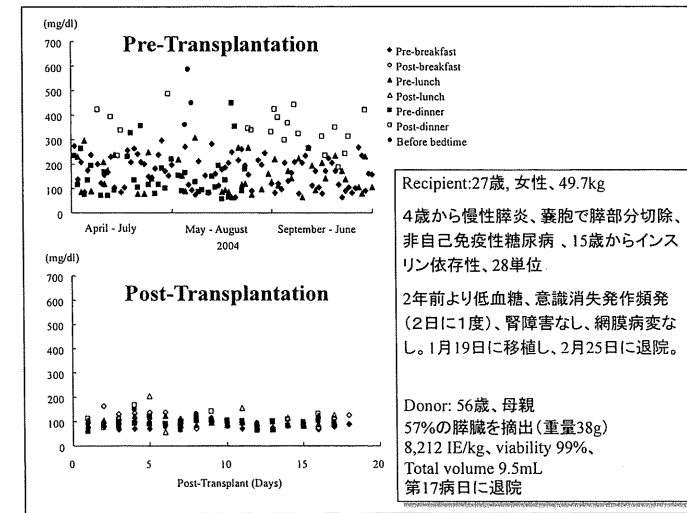 (mg/dl)
700
600
500
400
300
200
100
0
Pre-Transplantation
Pre-breakfast
Post-breakfast
Pre-lunch
Post-lunch
Pre-dinner
Post-dinner
Before bedtime
April - July
May - August
September - June
2004
(mg/dl)
700
600
500
400
300
200
100
0
Post-Transplantation
0
5
10
15
20
Post-Transplant (Days)
Recipient:27歳, 女性、49.7kg
4歳から慢性膵炎、嚢胞で膵部分切除、
非自己免疫性糖尿病 、15歳からインス
リン依存性、28単位
2年前より低血糖、意識消失発作頻発
（２日に１度）、腎障害なし、網膜病変な
し。1月19日に移植し、2月25日に退院。
Donor: 56歳、母親
57%の膵臓を摘出（重量38g）
8,212 IE/kg、viability 99%、
Total volume 9.5mL
第17病日に退院